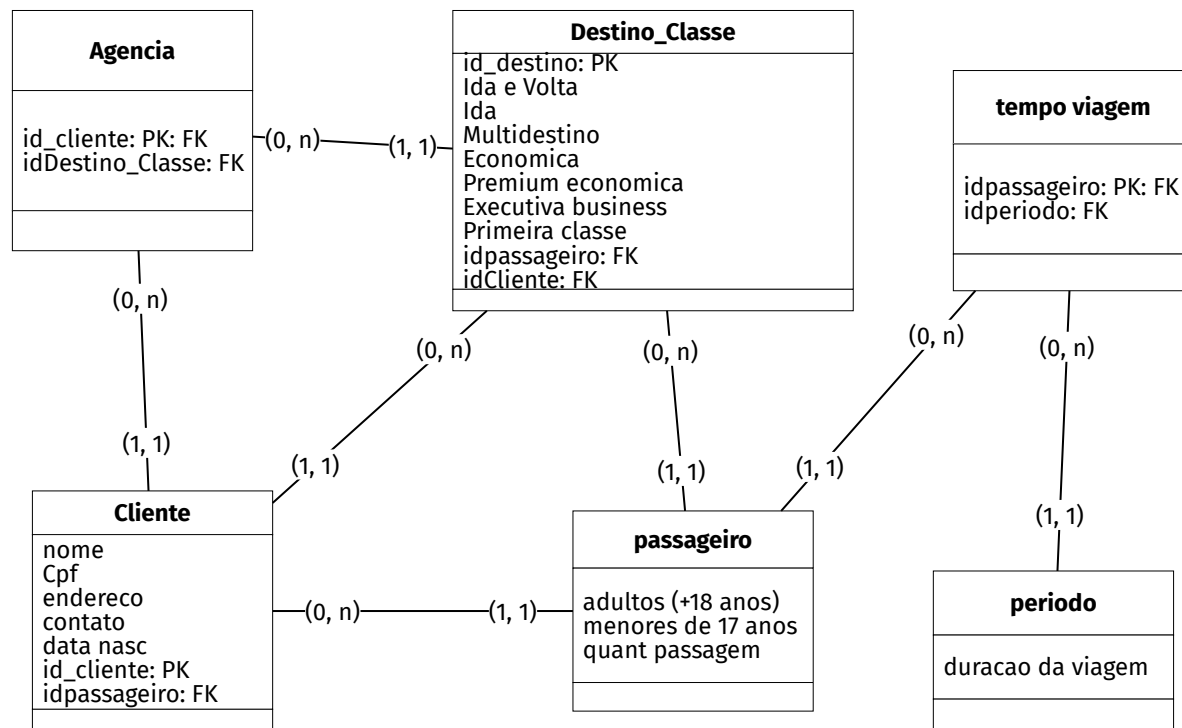 Agencia
id_cliente: PK: FK
idDestino_Classe: FK
(0, n)
(1, 1)
Destino_Classe
id_destino: PK
Ida e Volta
Ida
Multidestino
Economica
Premium economica
Executiva business
Primeira classe
idpassageiro: FK
idCliente: FK
tempo viagem
idpassageiro: PK: FK
idperiodo: FK
(0, n)
(0, n)
(0, n)
(0, n)
(0, n)
(1, 1)
(1, 1)
(1, 1)
(1, 1)
(1, 1)
Cliente
nome
Cpf
endereco
contato
data nasc
id_cliente: PK
idpassageiro: FK
(0, n)
(1, 1)
passageiro
adultos (+18 anos)
menores de 17 anos
quant passagem
periodo
duracao da viagem